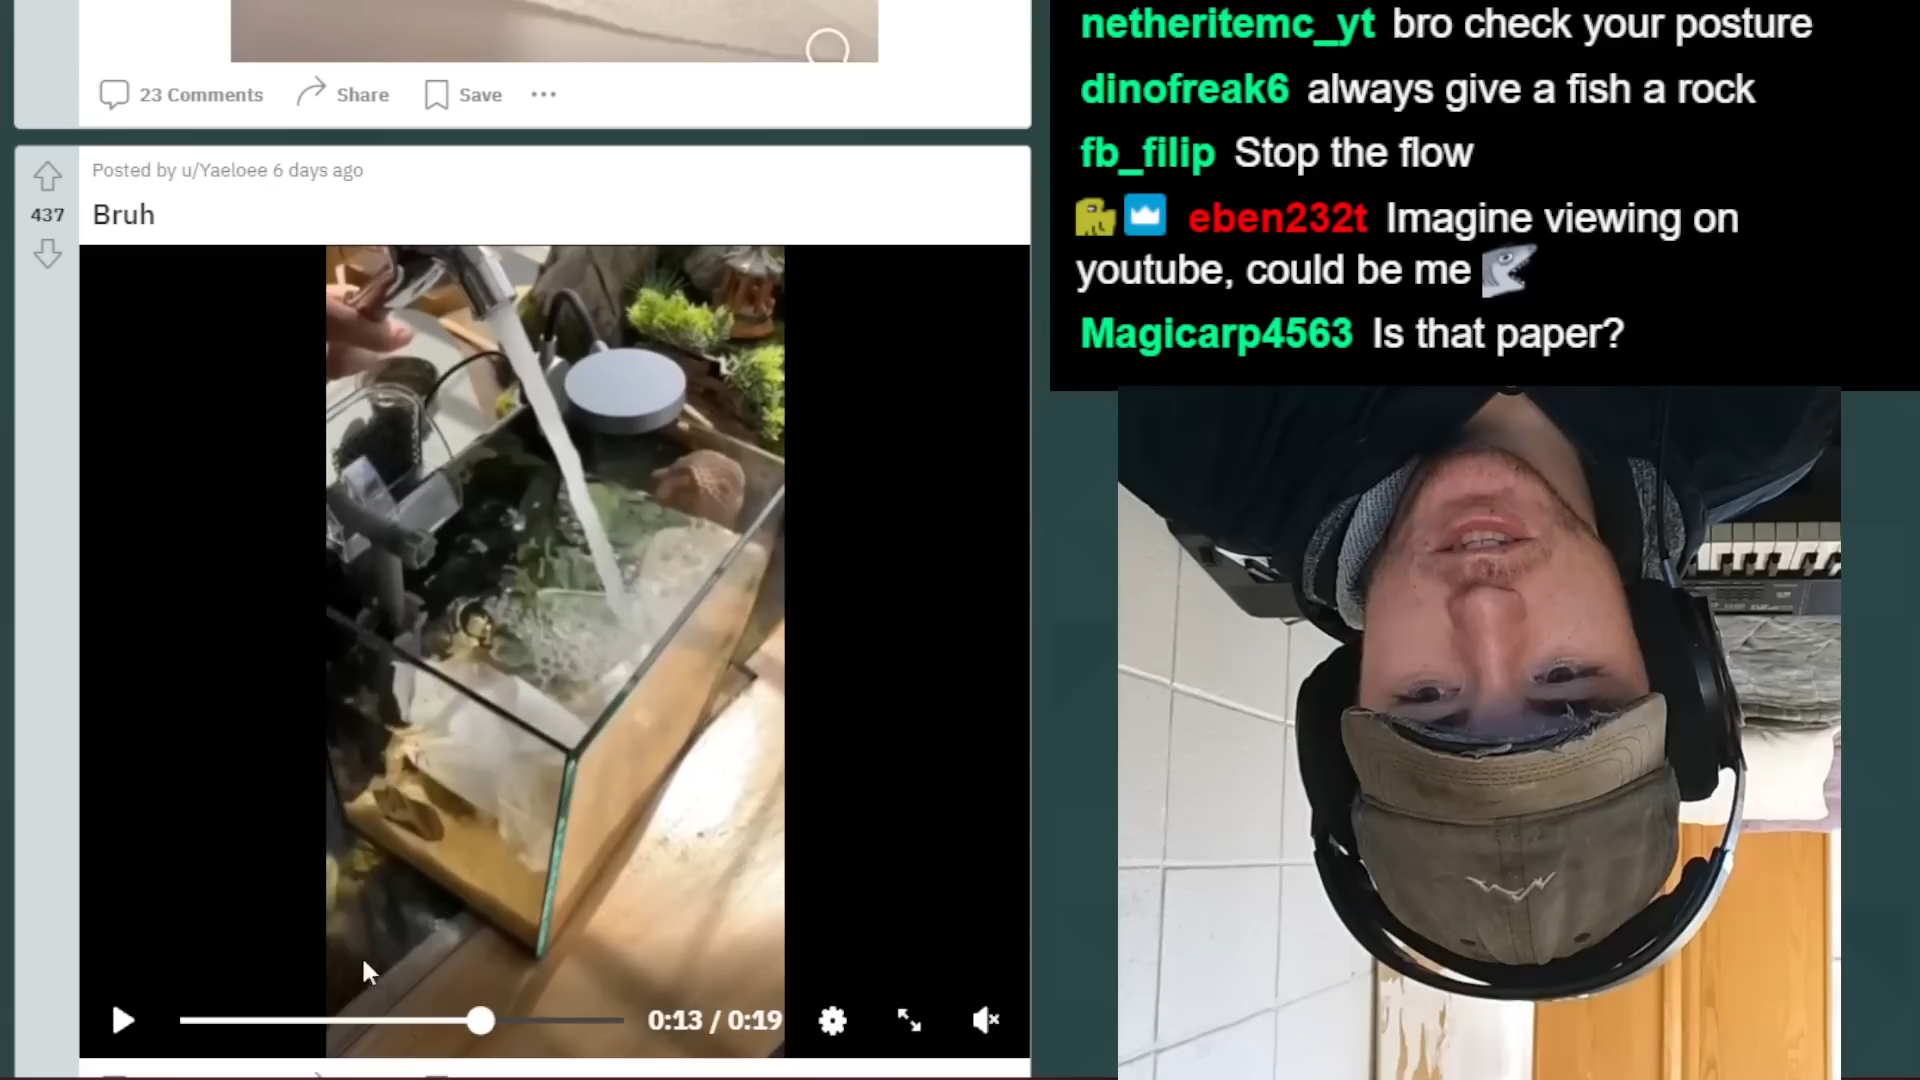 23 Comments Share Save
Posted by u/Yaeloee 6 days ago
437
Bruh
0:13 / 0:19
netheritemc_yt bro check your posture
dinofreak6 always give a fish a rock
fb_filip Stop the flow
eben232t Imagine viewing on
youtube, could be me
Magicarp4563 Is that paper?